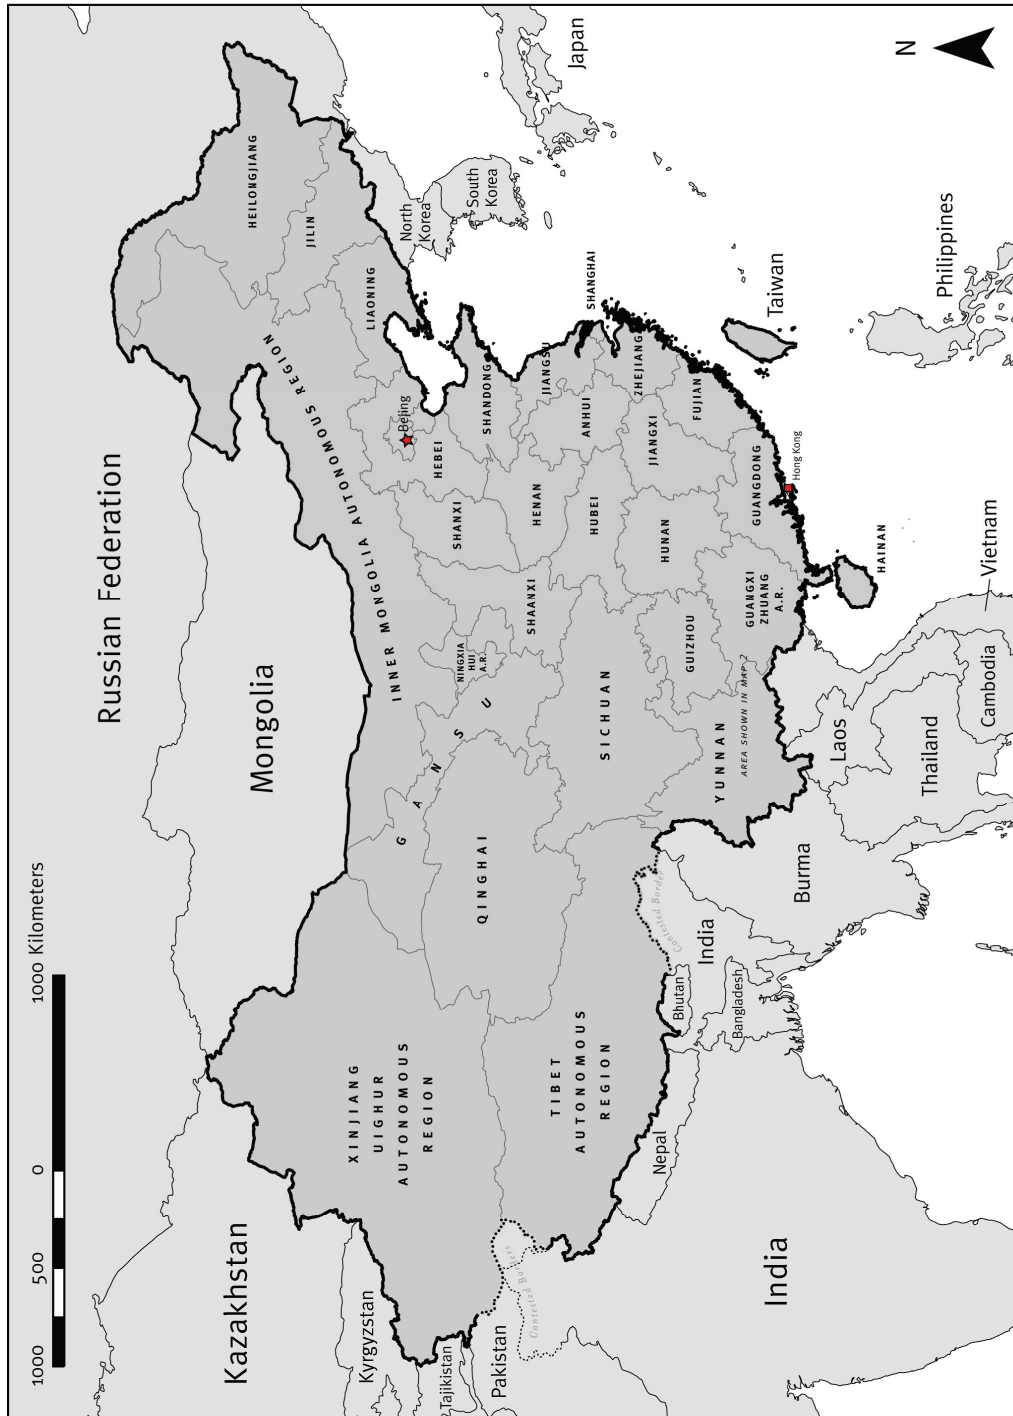 1000
500
0
1000 Kilometers
Russian Federation
Kazakhstan
Mongolia
HEILONGJIANG
JILIN
Kyrgyzstan
XINJIANG
UIGHUR
AUTONOMOUS
REGION
INNER MONGOLIA AUTONOMOUS REGION
LIAONING
Beijing
North
Korea
Tajikistan
GANSU
NINGXIA
HUI
A.R.
SHANXI
HEBEI
South
Korea
Pakistan
QINGHAI
SHANDONG
Contested Borders
SHAANXI
HENAN
JIANGSU
TIBET
AUTONOMOUS
REGION
HUBEI
ANHUI
SHANGHAI
Japan
SICHUAN
Nepal
Contested Border
Bhutan
India
HUNAN
JIANGXI
ZHEJIANG
GUIZHOU
FUJIAN
Bangladesh
YUNNAN
AREA SHOWN IN MAP 2
GUANGXI
ZHUANG
A.R.
GUANGDONG
Hong Kong
Taiwan
India
Burma
Laos
HAINAN
Thailand
Cambodia
Vietnam
Philippines
N